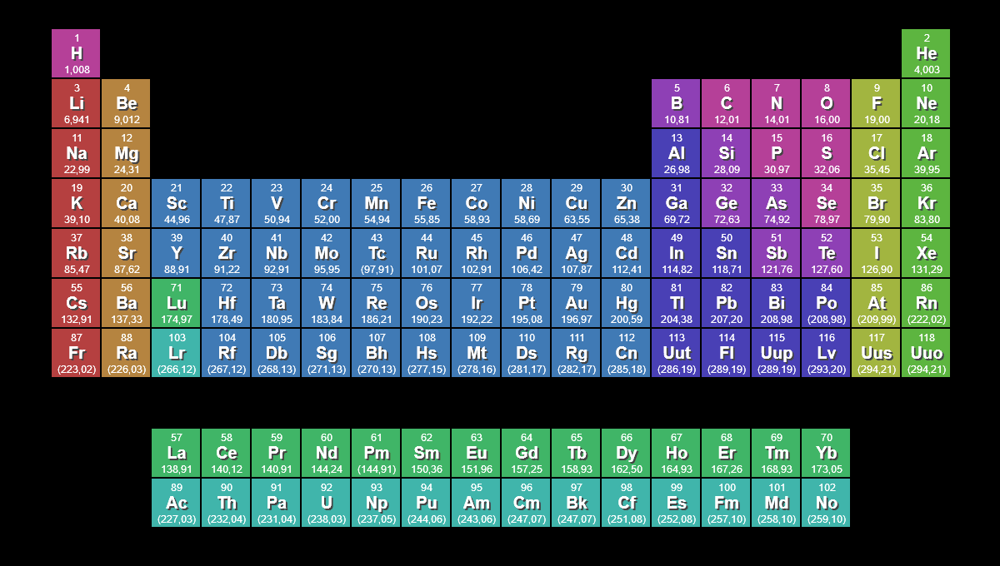 1 2
H He
1,008 4,003
3 4 5 6 7 8 9 10
Li Be B C N O F Ne
6,941 9,012 10,81 12,01 14,01 16,00 19,00 20,18
11 12 13 14 15 16 17 18
Na Mg Al Si P S Cl Ar
22,99 24,31 26,98 28,09 30,97 32,06 35,45 39,95
19 20 21 22 23 24 25 26 27 28 29 30 31 32 33 34 35 36
K Ca Sc Ti V Cr Mn Fe Co Ni Cu Zn Ga Ge As Se Br Kr
39,10 40,08 44,96 47,87 50,94 52,00 54,94 55,85 58,93 58,69 63,55 65,38 69,72 72,63 74,92 78,97 79,90 83,80
37 38 39 40 41 42 43 44 45 46 47 48 49 50 51 52 53 54
Rb Sr Y Zr Nb Mo Tc Ru Rh Pd Ag Cd In Sn Sb Te I Xe
85,47 87,62 88,91 91,22 92,91 95,95 (97,91) 101,07 102,91 106,42 107,87 112,41 114,82 118,71 121,76 127,60 126,90 131,29
55 56 71 72 73 74 75 76 77 78 79 80 81 82 83 84 85 86
Cs Ba Lu Hf Ta W Re Os Ir Pt Au Hg Tl Pb Bi Po At Rn
132,91 137,33 174,97 178,49 180,95 183,84 186,21 190,23 192,22 195,08 196,97 200,59 204,38 207,20 208,98 (208,98) (209,99) (222,02)
87 88 103 104 105 106 107 108 109 110 111 112 113 114 115 116 117 118
Fr Ra Lr Rf Db Sg Bh Hs Mt Ds Rg Cn Uut Fl Uup Lv Uus Uuo
(223,02) (226,03) (266,12) (267,12) (268,13) (271,13) (270,13) (277,15) (278,16) (281,17) (282,17) (285,18) (286,19) (289,19) (289,19) (293,20) (294,21) (294,21)
57 58 59 60 61 62 63 64 65 66 67 68 69 70
La Ce Pr Nd Pm Sm Eu Gd Tb Dy Ho Er Tm Yb
138,91 140,12 140,91 144,24 (144,91) 150,36 151,96 157,25 158,93 162,50 164,93 167,26 168,93 173,05
89 90 91 92 93 94 95 96 97 98 99 100 101 102
Ac Th Pa U Np Pu Am Cm Bk Cf Es Fm Md No
(227,03) (232,04) (231,04) (238,03) (237,05) (244,06) (243,06) (247,07) (247,07) (251,08) (252,08) (257,10) (258,10) (259,10)